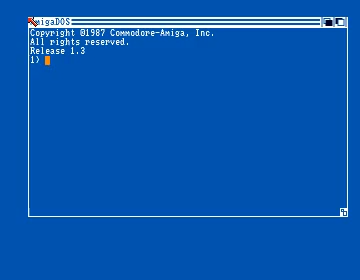 AmigaDOS
Copyright ©1987 Commodore-Amiga, Inc.
All rights reserved.
Release 1.3
1)